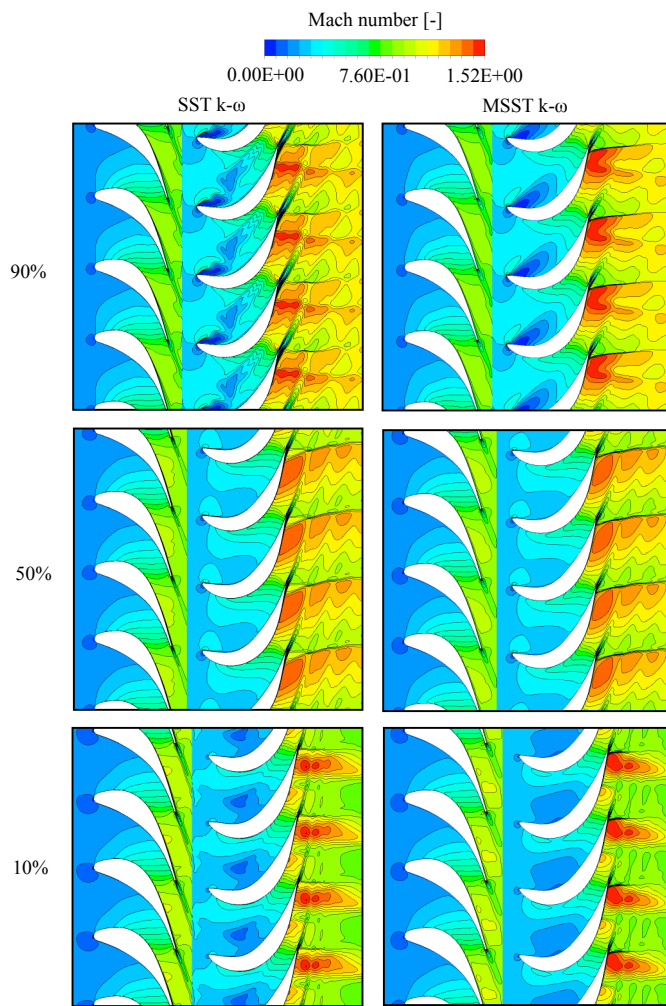 Mach number [-]
0.00E+00 7.60E-01 1.52E+00
SST k-ω MSST k-ω
90%
50%
10%